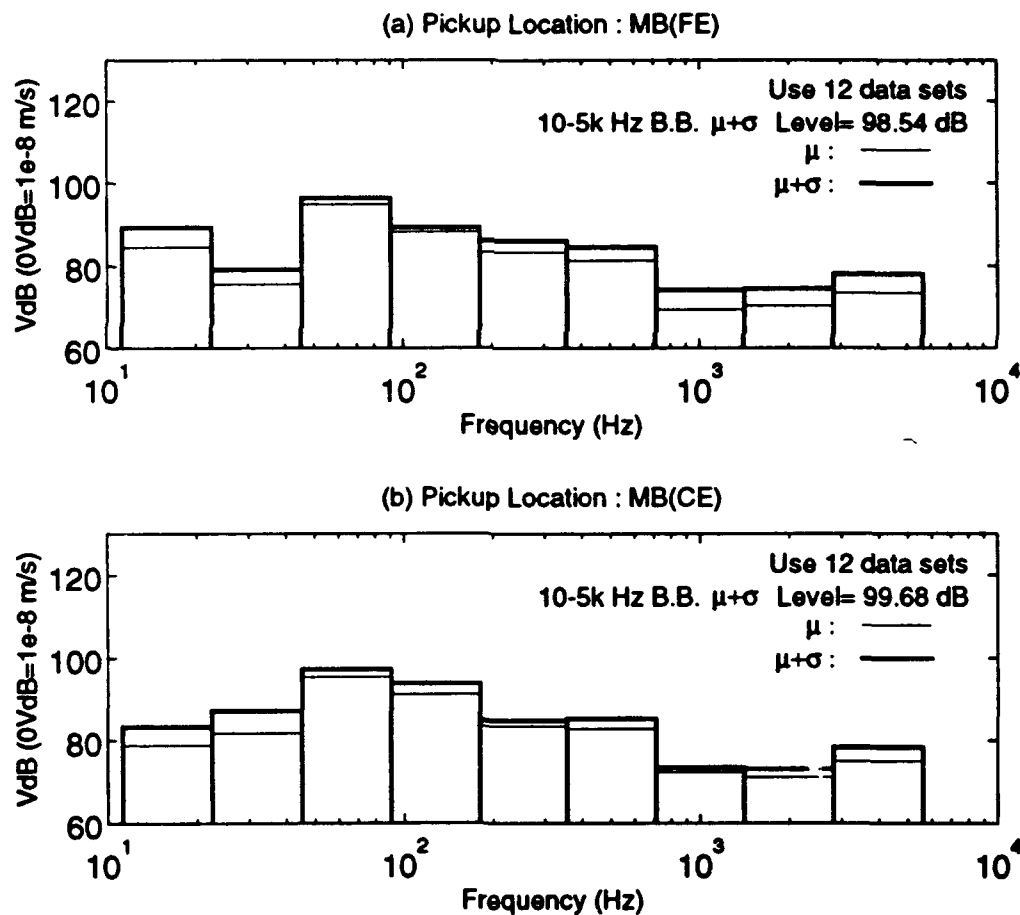 (a) Pickup Location : MB(FE)
VdB (0VdB=1e-8 m/s)
120
100
80
60
Use 12 data sets
10-5k Hz B.B. μ+σ Level= 98.54 dB
μ :
μ+σ :
10¹
10²
10³
10⁴
Frequency (Hz)
(b) Pickup Location : MB(CE)
VdB (0VdB=1e-8 m/s)
120
100
80
60
Use 12 data sets
10-5k Hz B.B. μ+σ Level= 99.68 dB
μ :
μ+σ :
10¹
10²
10³
10⁴
Frequency (Hz)